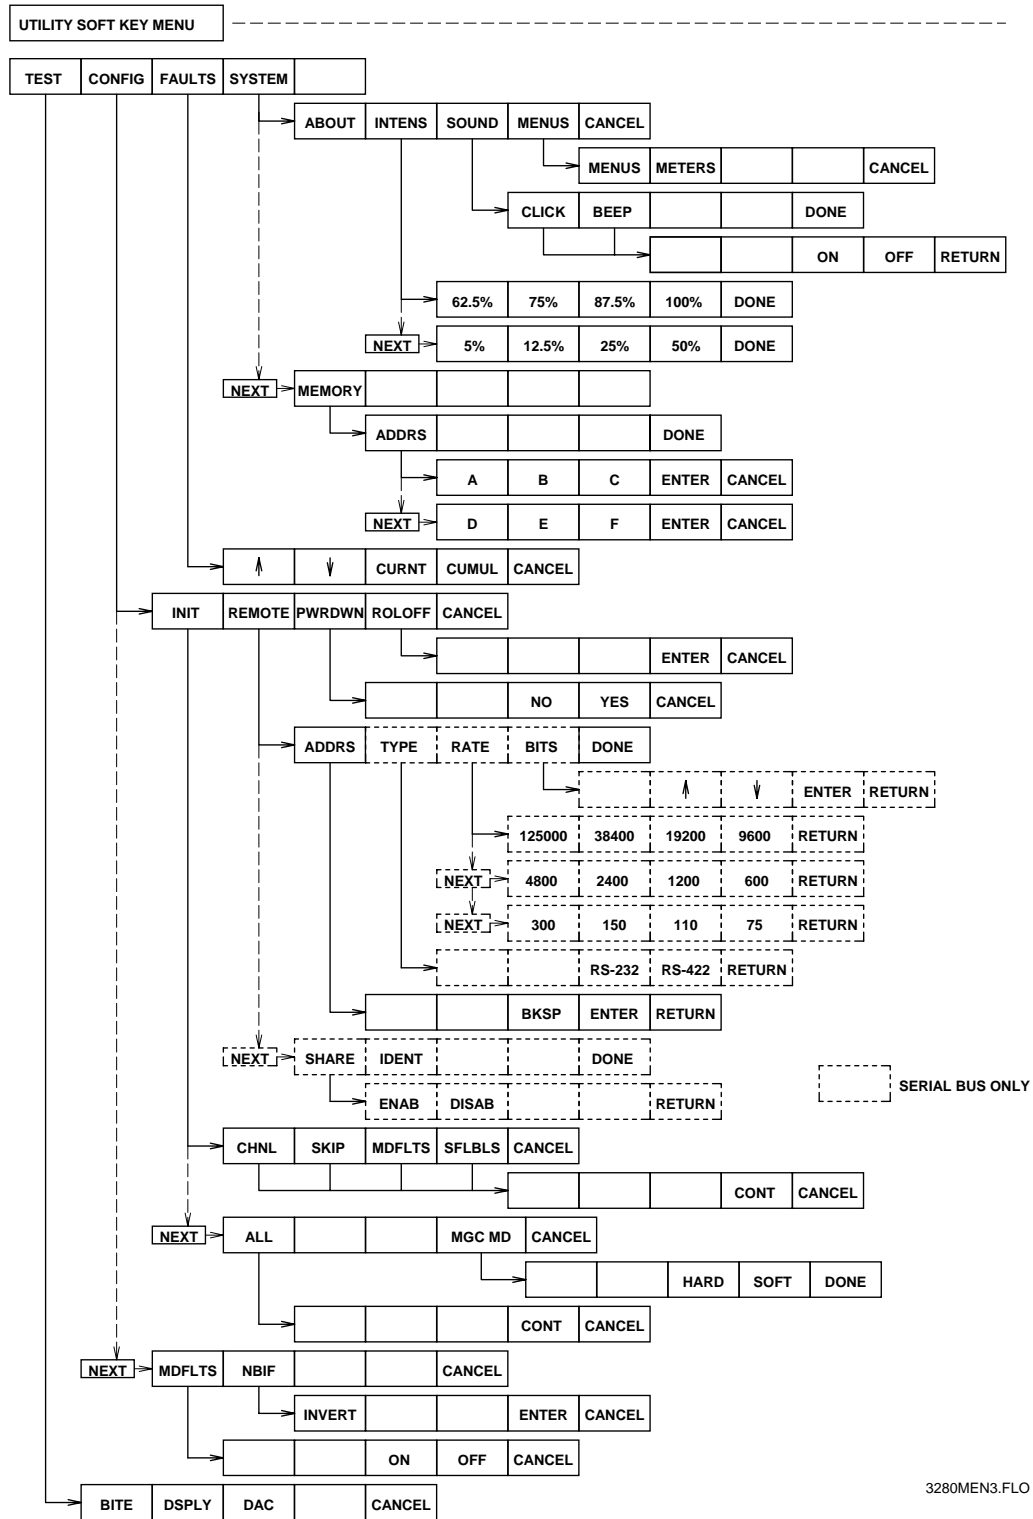 UTILITY SOFT KEY MENU
TEST CONFIG FAULTS SYSTEM
ABOUT INTENS SOUND MENUS CANCEL
MENUS METERS CANCEL
CLICK BEEP DONE
ON OFF RETURN
62.5% 75% 87.5% 100% DONE
NEXT 5% 12.5% 25% 50% DONE
NEXT MEMORY
ADDRS DONE
A B C ENTER CANCEL
NEXT D E F ENTER CANCEL
CURNT CUMUL CANCEL
INIT REMOTE PWRDWN ROLOFF CANCEL
ENTER CANCEL
NO YES CANCEL
ADDRS TYPE RATE BITS DONE
ENTER RETURN
125000 38400 19200 9600 RETURN
NEXT 4800 2400 1200 600 RETURN
NEXT 300 150 110 75 RETURN
RS-232 RS-422 RETURN
BKSP ENTER RETURN
NEXT SHARE IDENT DONE
SERIAL BUS ONLY
ENAB DISAB RETURN
CHNL SKIP MDFLTS SFLBLS CANCEL
CONT CANCEL
NEXT ALL MGC MD CANCEL
HARD SOFT DONE
CONT CANCEL
NEXT MDFLTS NBIF CANCEL
INVERT ENTER CANCEL
ON OFF CANCEL
3280MEN3.FLO
BITE DSPLY DAC CANCEL